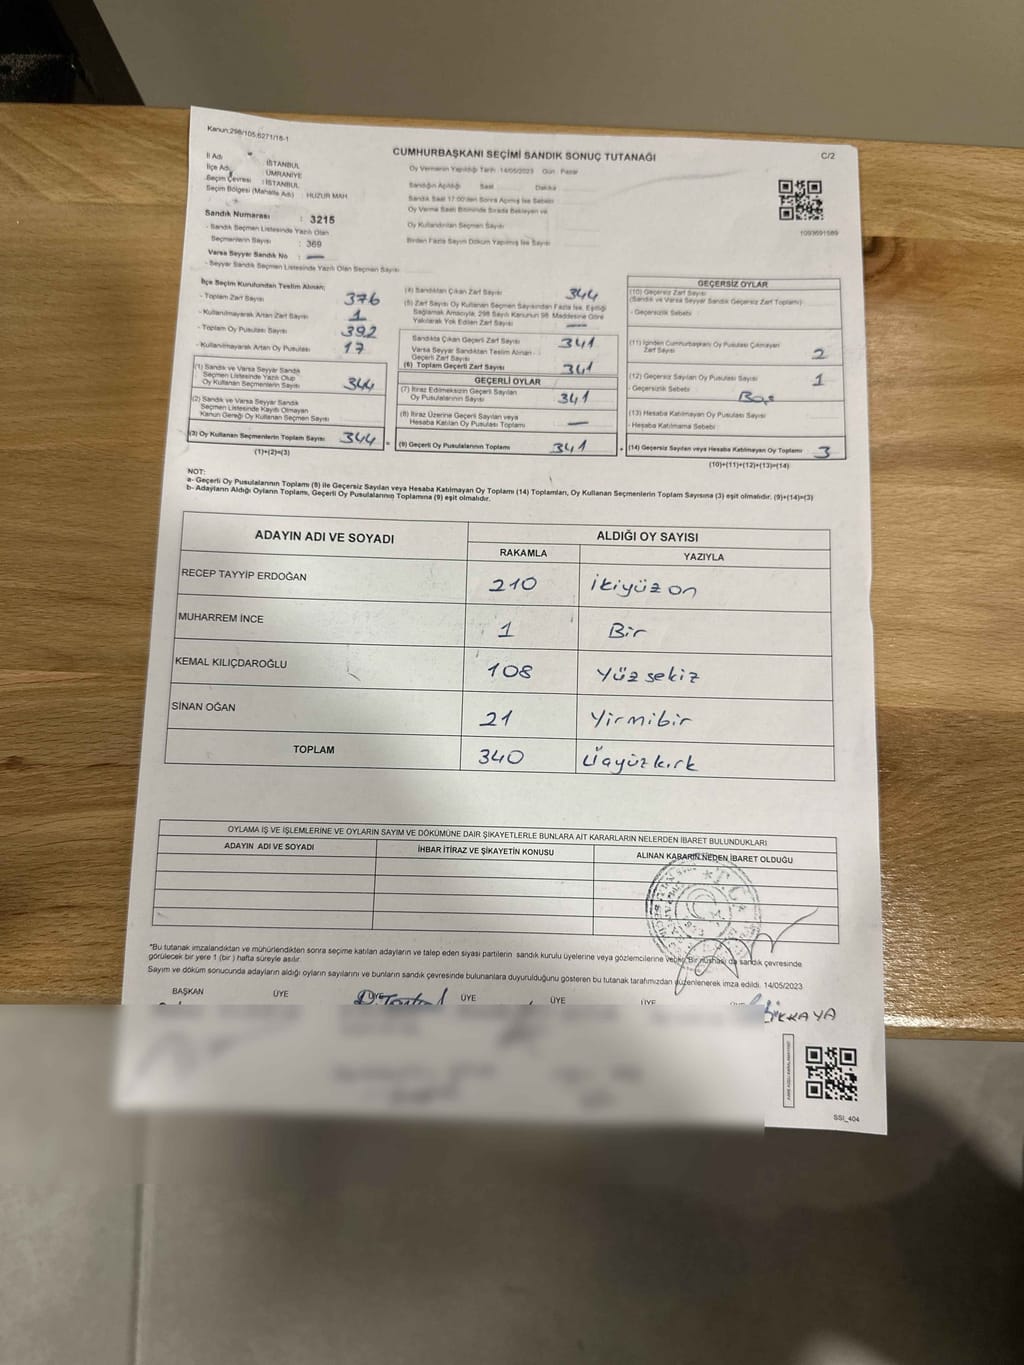 Kanun;298/105,6271/18-1
CUMHURBAŞKANI SEÇİMİ SANDIK SONUÇ TUTANAĞI
C/2
İl Adı : İSTANBUL
İlçe Adı : ÜMRANİYE
Seçim Çevresi : İSTANBUL
Seçim Bölgesi (Mahalle Adı) : HUZUR MAH
Sandık Numarası : 3215
- Sandık Seçmen Listesinde Yazılı Olan
Seçmenlerin Sayısı : 369
Varsa Seyyar Sandık No : —
- Seyyar Sandık Seçmen Listesinde Yazılı Olan Seçmen Sayısı
Oy Vermenin Yapıldığı Tarih: 14/05/2023 Gün: Pazar
Sandığın Açıldığı Saat Dakika
Sandık Saat 17:00'den Sonra Açılmış İse Sebebi
Oy Verme Saati Bitiminde Sırada Bekleyen ve
Oy Kullandırılan Seçmen Sayısı
Birden Fazla Sayım Döküm Yapılmış İse Sayısı
1093691589
İlçe Seçim Kurulundan Teslim Alınan;
- Toplam Zarf Sayısı 376
- Kullanılmayarak Artan Zarf Sayısı 1
- Toplam Oy Pusulası Sayısı 392
- Kullanılmayarak Artan Oy Pusulası 17
(1) Sandık ve Varsa Seyyar Sandık
Seçmen Listesinde Yazılı Olup
Oy Kullanan Seçmenlerin Sayısı 344
(2) Sandık ve Varsa Seyyar Sandık
Seçmen Listesinde Kayıtlı Olmayan
Kanun Gereği Oy Kullanan Seçmen Sayısı
(3) Oy Kullanan Seçmenlerin Toplam Sayısı 344 =
(1)+(2)=(3)
(4) Sandıktan Çıkan Zarf Sayısı 344
(5) Zarf Sayısı Oy Kullanan Seçmen Sayısından Fazla İse, Eşitliği
Sağlamak Amacıyla, 298 Sayılı Kanunun 98. Maddesine Göre
Yakılarak Yok Edilen Zarf Sayısı —
Sandıkta Çıkan Geçerli Zarf Sayısı 341
Varsa Seyyar Sandıktan Teslim Alınan
Geçerli Zarf Sayısı
(6) Toplam Geçerli Zarf Sayısı 341
GEÇERLİ OYLAR
(7) İtiraz Edilmeksizin Geçerli Sayılan
Oy Pusulasının Sayısı 341
(8) İtiraz Üzerine Geçerli Sayılan veya
Hesaba Katılan Oy Pusulası Toplamı —
(9) Geçerli Oy Pusulalarının Toplamı 341 +
GEÇERSİZ OYLAR
(10) Geçersiz Zarf Sayısı
(Sandık ve Varsa Seyyar Sandık Geçersiz Zarf Toplamı)
- Geçersizlik Sebebi
(11) İçinden Cumhurbaşkanı Oy Pusulası Çıkmayan
Zarf Sayısı 2
(12) Geçersiz Sayılan Oy Pusulası Sayısı 1
- Geçersizlik Sebebi Boş
(13) Hesaba Katılmayan Oy Pusulası Sayısı
- Hesaba Katılmama Sebebi
(14) Geçersiz Sayılan veya Hesaba Katılmayan Oy Toplamı 3
(10)+(11)+(12)+(13)=(14)
NOT:
a- Geçerli Oy Pusulalarının Toplamı (9) ile Geçersiz Sayılan veya Hesaba Katılmayan Oy Toplamı (14) Toplamları, Oy Kullanan Seçmenlerin Toplam Sayısına (3) eşit olmalıdır. (9)+(14)=(3)
b- Adayların Aldığı Oyların Toplamı, Geçerli Oy Pusulalarının Toplamına (9) eşit olmalıdır.
ADAYIN ADI VE SOYADI ALDIĞI OY SAYISI
RAKAMLA YAZIYLA
RECEP TAYYİP ERDOĞAN 210 ikiyüz on
MUHARREM İNCE 1 Bir
KEMAL KILIÇDAROĞLU 108 Yüz sekiz
SİNAN OĞAN 21 Yirmibir
TOPLAM 340 Üçyüzkırk
OYLAMA İŞ VE İŞLEMLERİNE VE OYLARIN SAYIM VE DÖKÜMÜNE DAİR ŞİKAYETLERLE BUNLARA AİT KARARLARIN NELERDEN İBARET BULUNDUKLARI
ADAYIN ADI VE SOYADI İHBAR İTİRAZ VE ŞİKAYETİN KONUSU ALINAN KARARIN NEDEN İBARET OLDUĞU
T.C.
*Bu tutanak imzalandıktan ve mühürlendikten sonra seçime katılan adayların ve talep eden siyasi partilerin sandık kurulu üyelerine veya gözlemcilerine verilir. Bir nüshası da sandık çevresinde
görülecek bir yere 1 (bir ) hafta süreyle asılır.
Sayım ve döküm sonucunda adayların aldığı oyların sayılarını ve bunların sandık çevresinde bulunanlara duyurulduğunu gösteren bu tutanak tarafımızdan düzenlenerek imza edildi. 14/05/2023
BAŞKAN ÜYE ÜYE ÜYE ÜYE ÜYE ÜYE
SSI_404